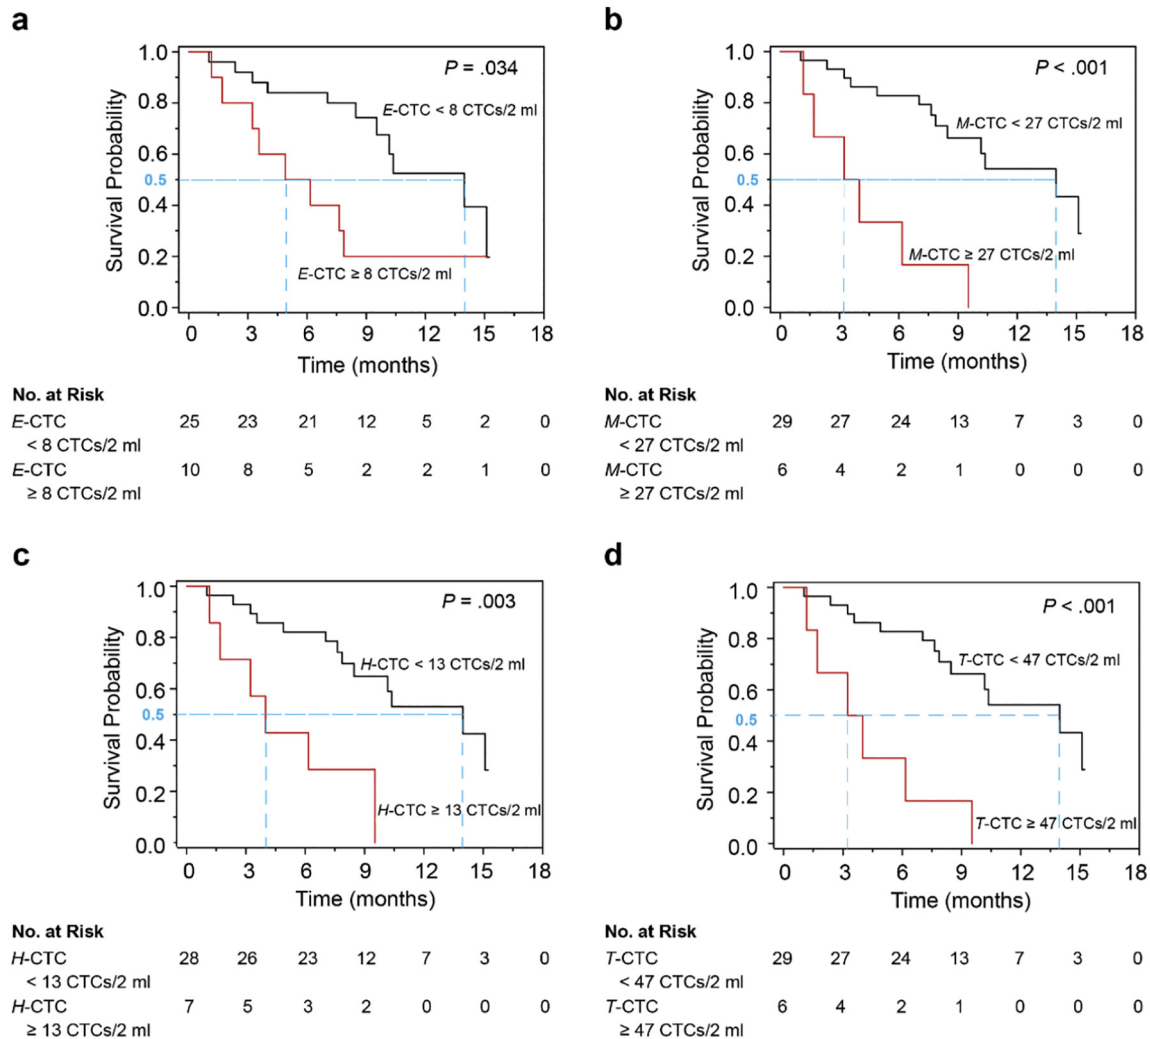 a
1.0
0.8
0.6
0.5
0.4
0.2
0.0
Survival Probability
P = .034
E-CTC < 8 CTCs/2 ml
E-CTC ≥ 8 CTCs/2 ml
0 3 6 9 12 15 18
Time (months)
No. at Risk
E-CTC 25 23 21 12 5 2 0
< 8 CTCs/2 ml
E-CTC 10 8 5 2 2 1 0
≥ 8 CTCs/2 ml
b
1.0
0.8
0.6
0.5
0.4
0.2
0.0
Survival Probability
P < .001
M-CTC < 27 CTCs/2 ml
M-CTC ≥ 27 CTCs/2 ml
0 3 6 9 12 15 18
Time (months)
No. at Risk
M-CTC 29 27 24 13 7 3 0
< 27 CTCs/2 ml
M-CTC 6 4 2 1 0 0 0
≥ 27 CTCs/2 ml
c
1.0
0.8
0.6
0.5
0.4
0.2
0.0
Survival Probability
P = .003
H-CTC < 13 CTCs/2 ml
H-CTC ≥ 13 CTCs/2 ml
0 3 6 9 12 15 18
Time (months)
No. at Risk
H-CTC 28 26 23 12 7 3 0
< 13 CTCs/2 ml
H-CTC 7 5 3 2 0 0 0
≥ 13 CTCs/2 ml
d
1.0
0.8
0.6
0.5
0.4
0.2
0.0
Survival Probability
P < .001
T-CTC < 47 CTCs/2 ml
T-CTC ≥ 47 CTCs/2 ml
0 3 6 9 12 15 18
Time (months)
No. at Risk
T-CTC 29 27 24 13 7 3 0
< 47 CTCs/2 ml
T-CTC 6 4 2 1 0 0 0
≥ 47 CTCs/2 ml